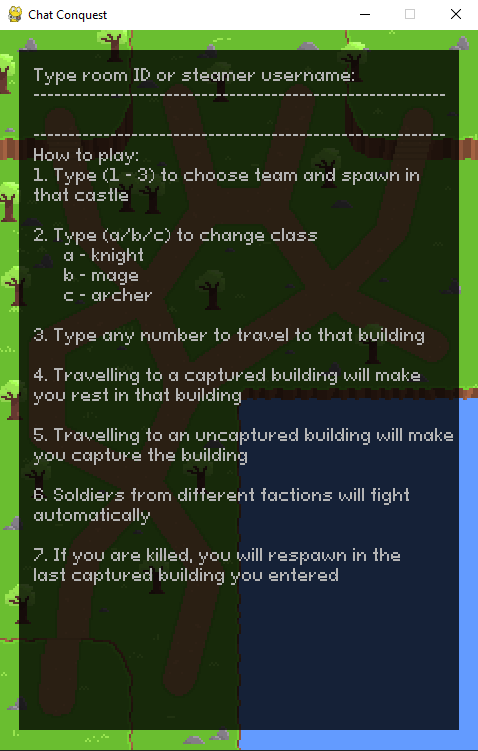 Chat Conquest
Type room ID or steamer username:
How to play:
1. Type (1 - 3) to choose team and spawn in
that castle
2. Type (a/b/c) to change class
a - knight
b - mage
c - archer
3. Type any number to travel to that building
4. Travelling to a captured building will make
you rest in that building
5. Travelling to an uncaptured building will make
you capture the building
6. Soldiers from different factions will fight
automatically
7. If you are killed, you will respawn in the
last captured building you entered